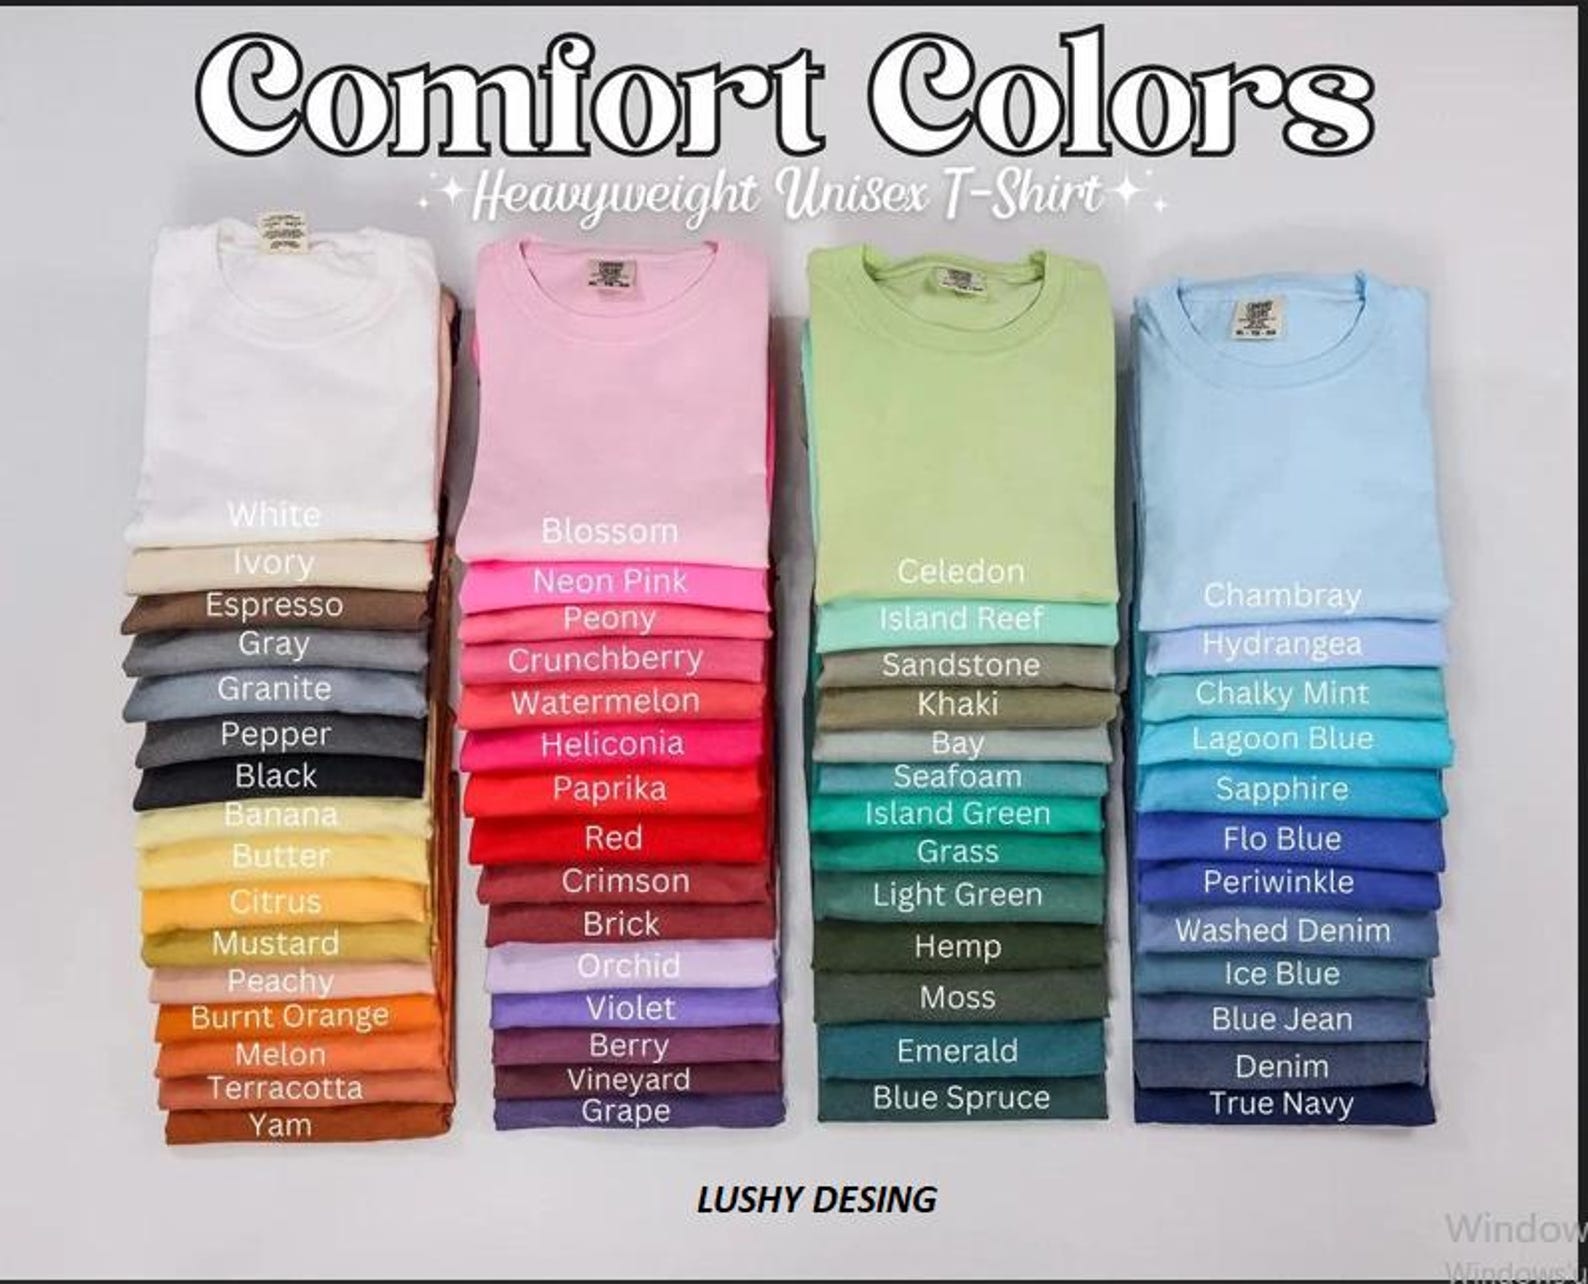 Comfort Colors
Heavyweight Unisex T-Shirt
White
Ivory
Espresso
Gray
Granite
Pepper
Black
Banana
Butter
Citrus
Mustard
Peachy
Burnt Orange
Melon
Terracotta
Yam
Blossom
Neon Pink
Peony
Crunchberry
Watermelon
Heliconia
Paprika
Red
Crimson
Brick
Orchid
Violet
Berry
Vineyard
Grape
Celedon
Island Reef
Sandstone
Khaki
Bay
Seafoam
Island Green
Grass
Light Green
Hemp
Moss
Emerald
Blue Spruce
Chambray
Hydrangea
Chalky Mint
Lagoon Blue
Sapphire
Flo Blue
Periwinkle
Washed Denim
Ice Blue
Blue Jean
Denim
True Navy
LUSHY DESING
Window